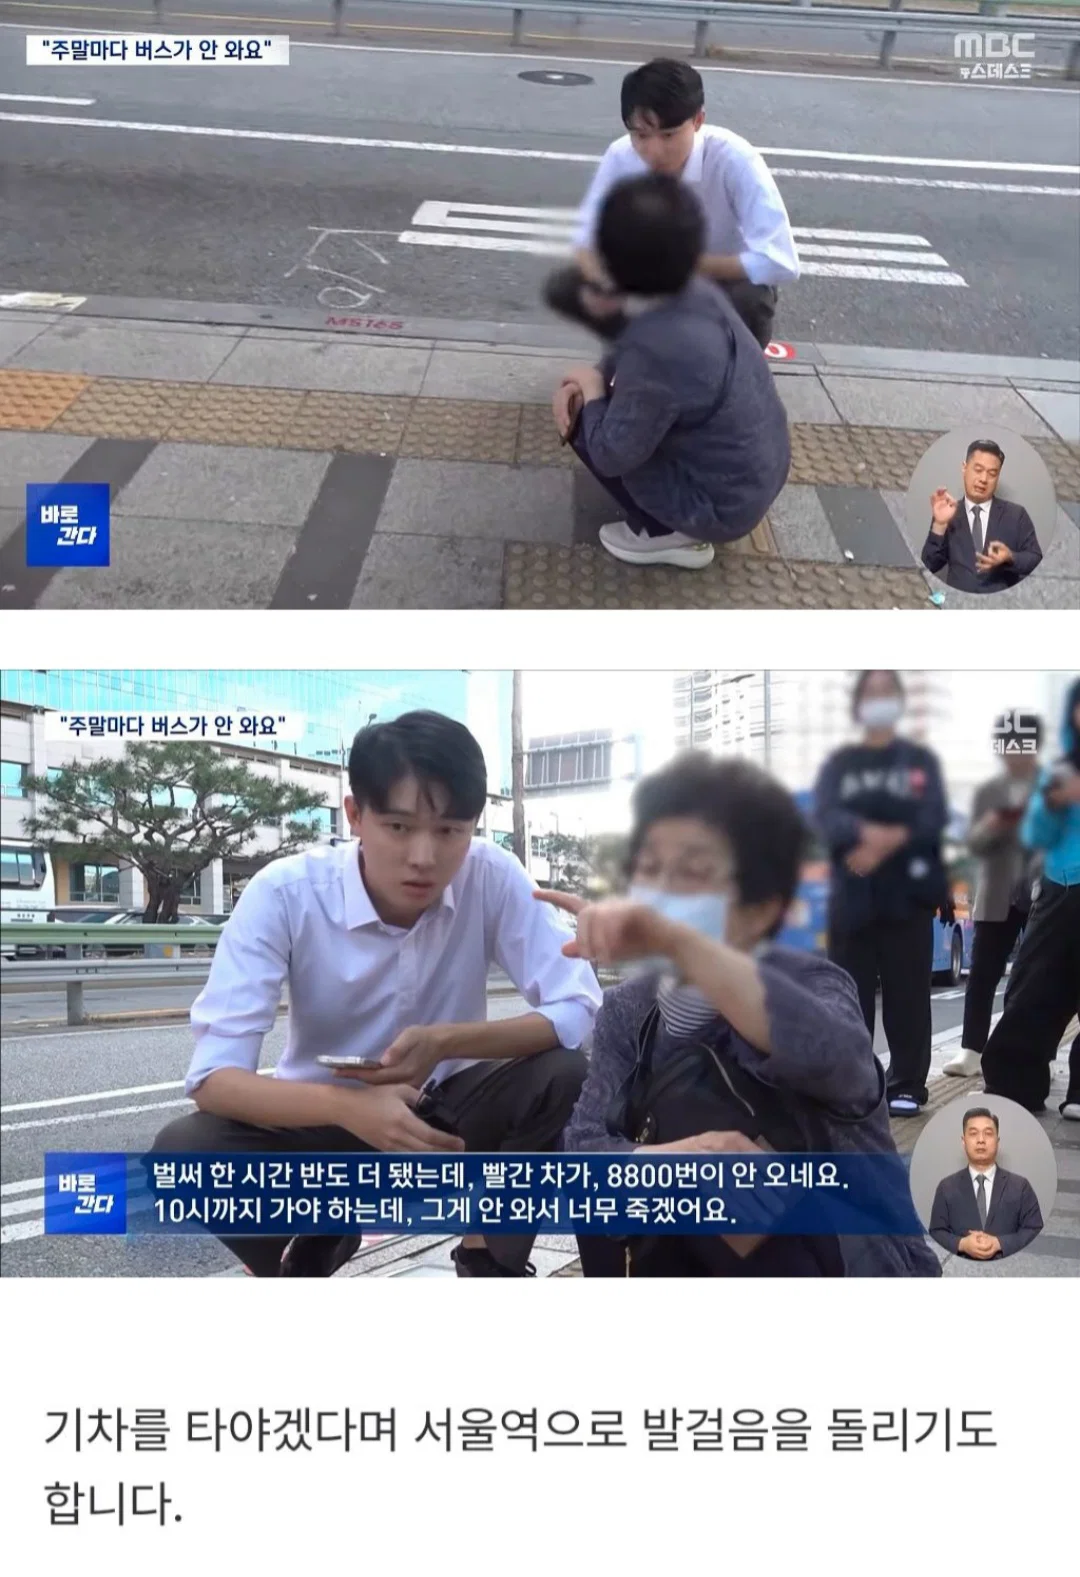 "주말마다 버스가 안 와요"
MBC
뉴스데스크
MS165
바로
간다
"주말마다 버스가 안 와요"
BC
데스크
벌써 한 시간 반도 더 됐는데, 빨간 차가, 8800번이 안 오네요.
10시까지 가야 하는데, 그게 안 와서 너무 죽겠어요.
바로
간다
기차를 타야겠다며 서울역으로 발걸음을 돌리기도
합니다.